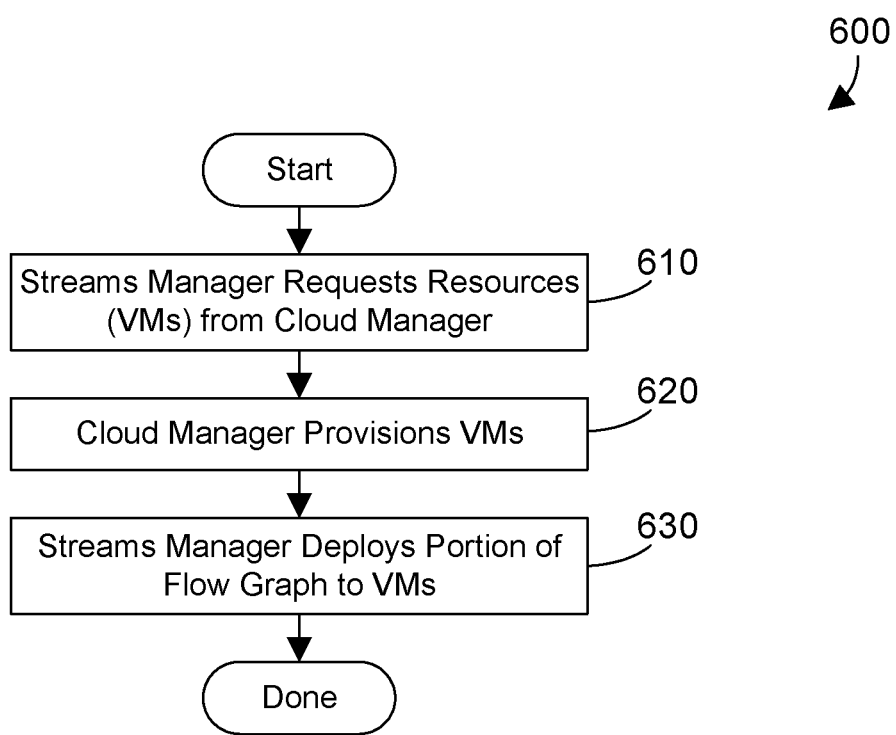 600
Start
Streams Manager Requests Resources
(VMs) from Cloud Manager
610
Cloud Manager Provisions VMs
620
Streams Manager Deploys Portion of
Flow Graph to VMs
630
Done